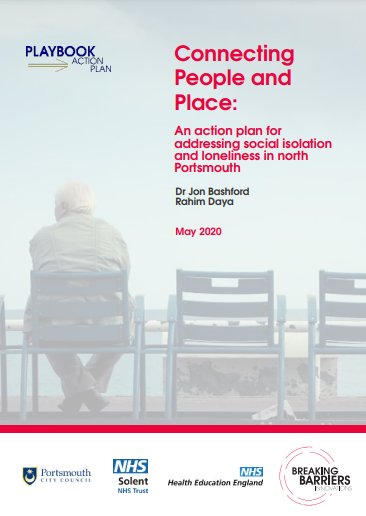 PLAYBOOK
ACTION
PLAN
Connecting
People and
Place:
An action plan for
addressing social isolation
and loneliness in north
Portsmouth
Dr Jon Bashford
Rahim Daya
May 2020
Portsmouth
CITY COUNCIL
NHS
Solent
NHS Trust
NHS
Health Education England
BREAKING
BARRIERS
INNOVATIONS